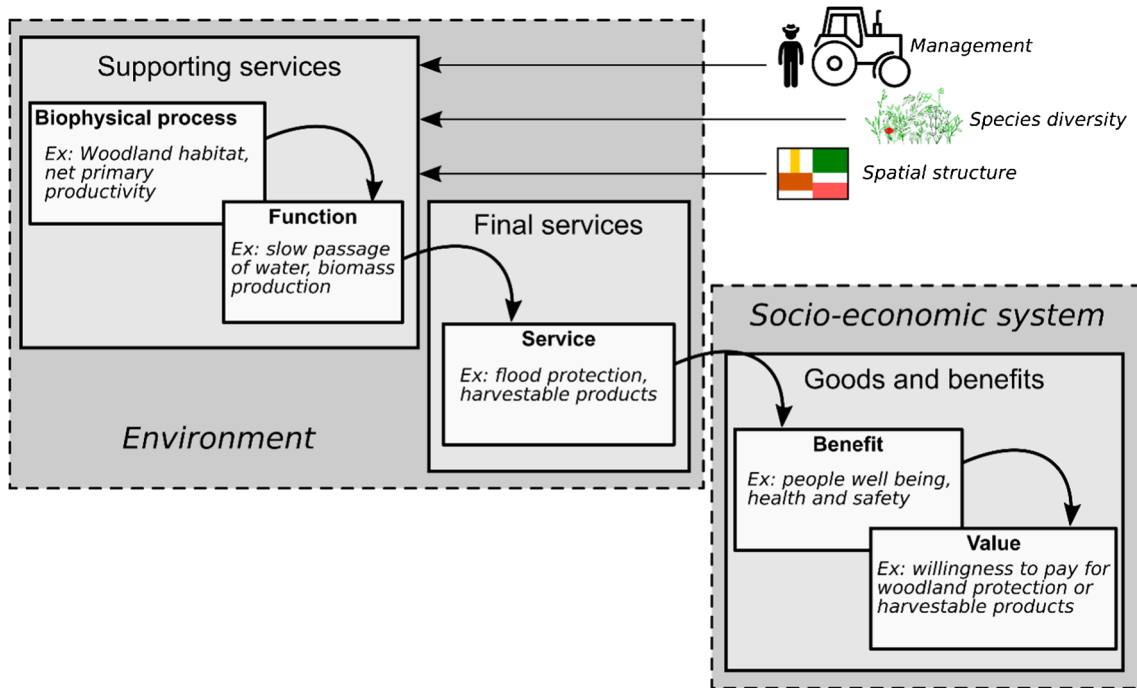 Supporting services
Biophysical process
Ex: Woodland habitat,
net primary
productivity
Function
Ex: slow passage
of water, biomass
production
Management
Species diversity
Spatial structure
Final services
Service
Ex: flood protection,
harvestable products
Environment
Socio-economic system
Goods and benefits
Benefit
Ex: people well being,
health and safety
Value
Ex: willingness to pay for
woodland protection or
harvestable products